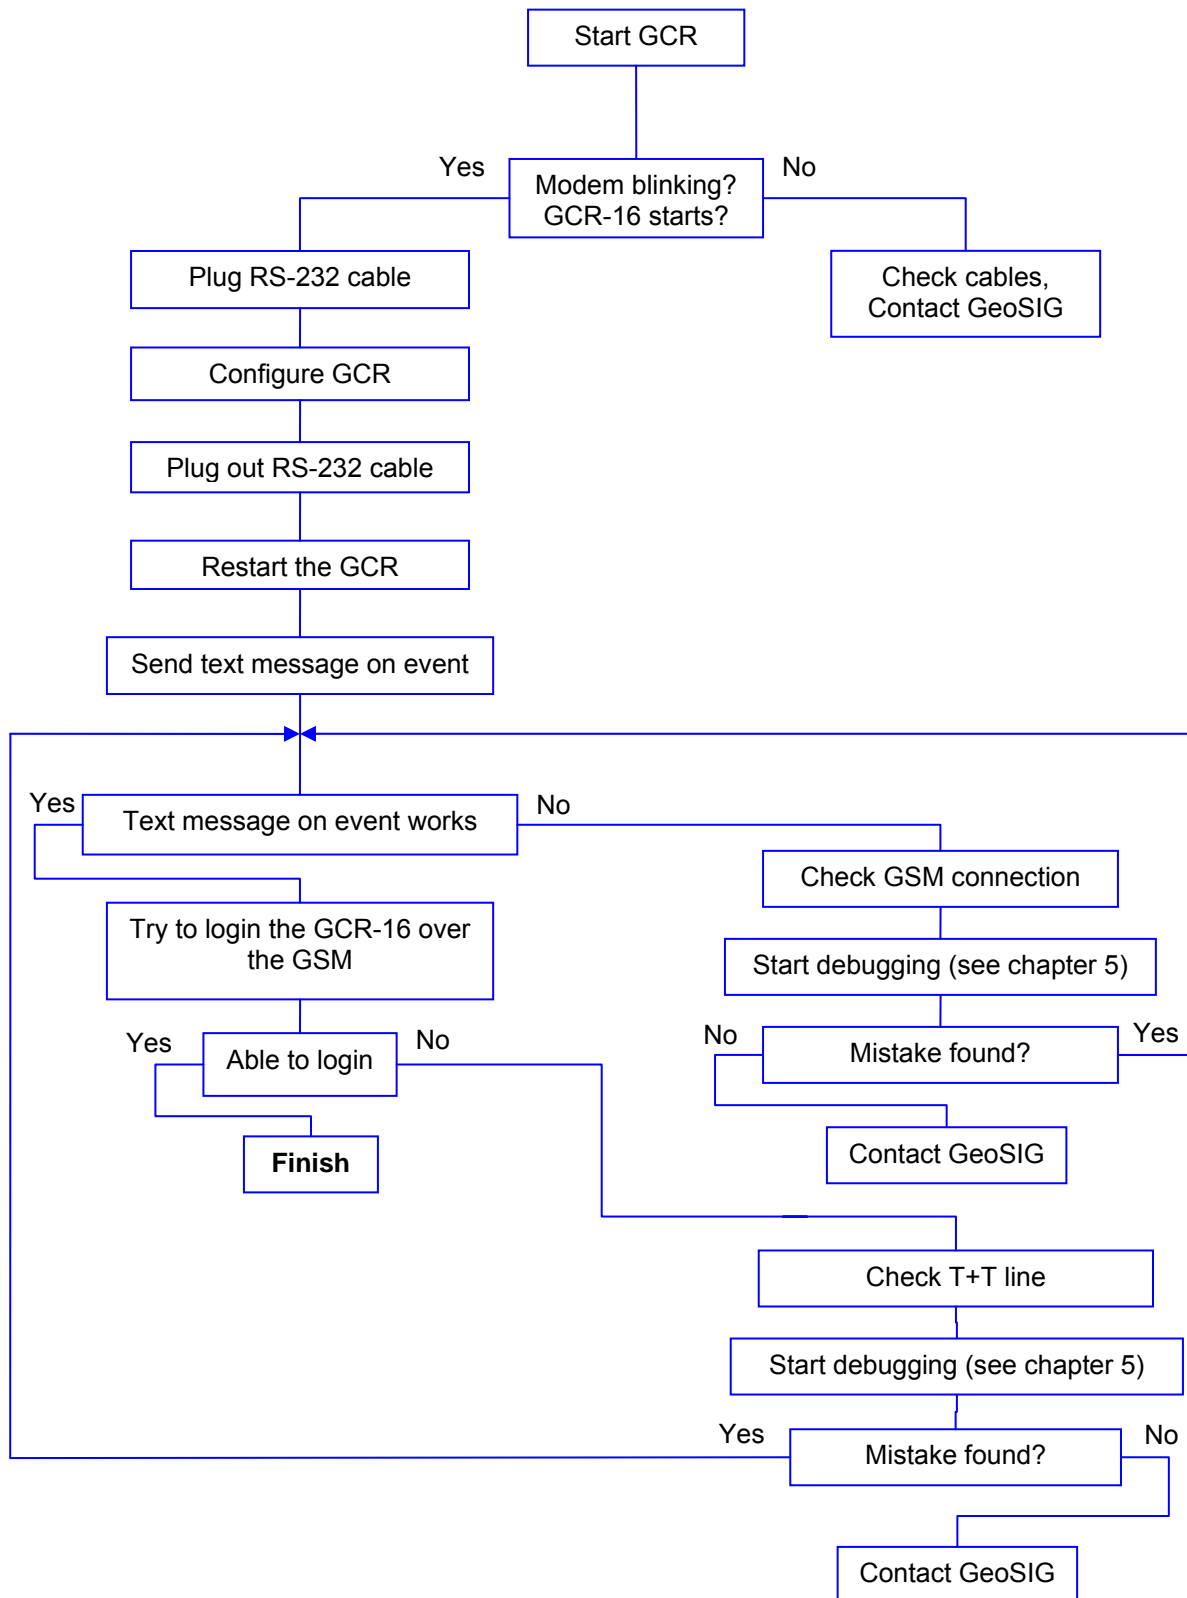 Start GCR
Yes
Modem blinking?
GCR-16 starts?
No
Plug RS-232 cable
Check cables,
Contact GeoSIG
Configure GCR
Plug out RS-232 cable
Restart the GCR
Send text message on event
Yes
Text message on event works
No
Check GSM connection
Try to login the GCR-16 over
the GSM
Start debugging (see chapter 5)
Yes
Able to login
No
No
Mistake found?
Yes
Finish
Contact GeoSIG
Check T+T line
Start debugging (see chapter 5)
Yes
Mistake found?
No
Contact GeoSIG